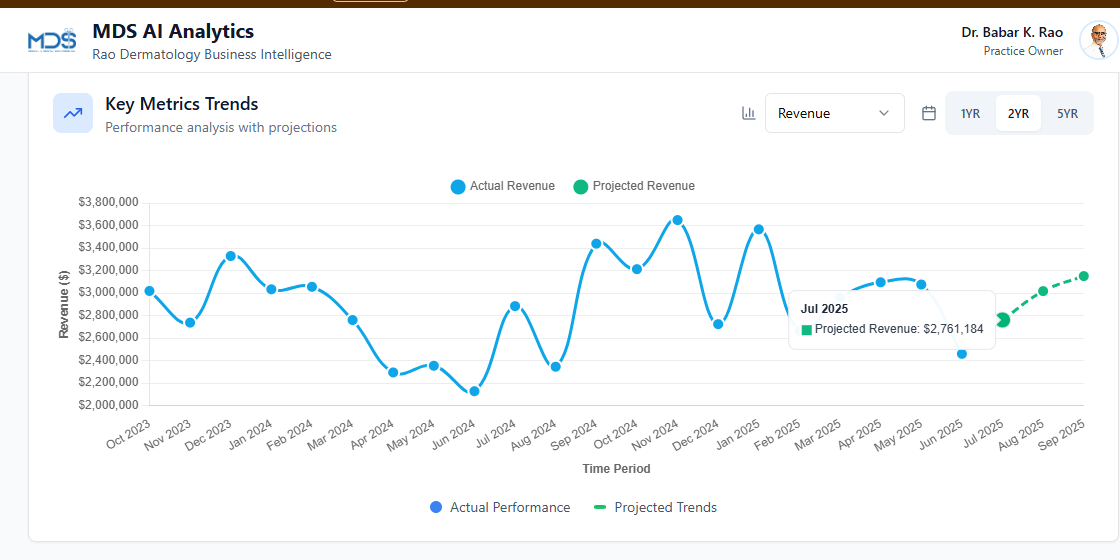 MDS
MDS AI Analytics
Rao Dermatology Business Intelligence
Dr. Babar K. Rao
Practice Owner
Key Metrics Trends
Performance analysis with projections
Revenue
1YR 2YR 5YR
Actual Revenue Projected Revenue
$3,800,000
$3,600,000
$3,400,000
$3,200,000
$3,000,000
$2,800,000
$2,600,000
$2,400,000
$2,200,000
$2,000,000
Revenue ($)
Jul 2025
Projected Revenue: $2,761,184
Oct 2023 Nov 2023 Dec 2023 Jan 2024 Feb 2024 Mar 2024 Apr 2024 May 2024 Jun 2024 Jul 2024 Aug 2024 Sep 2024 Oct 2024 Nov 2024 Dec 2024 Jan 2025 Feb 2025 Mar 2025 Apr 2025 May 2025 Jun 2025 Jul 2025 Aug 2025 Sep 2025
Time Period
Actual Performance Projected Trends